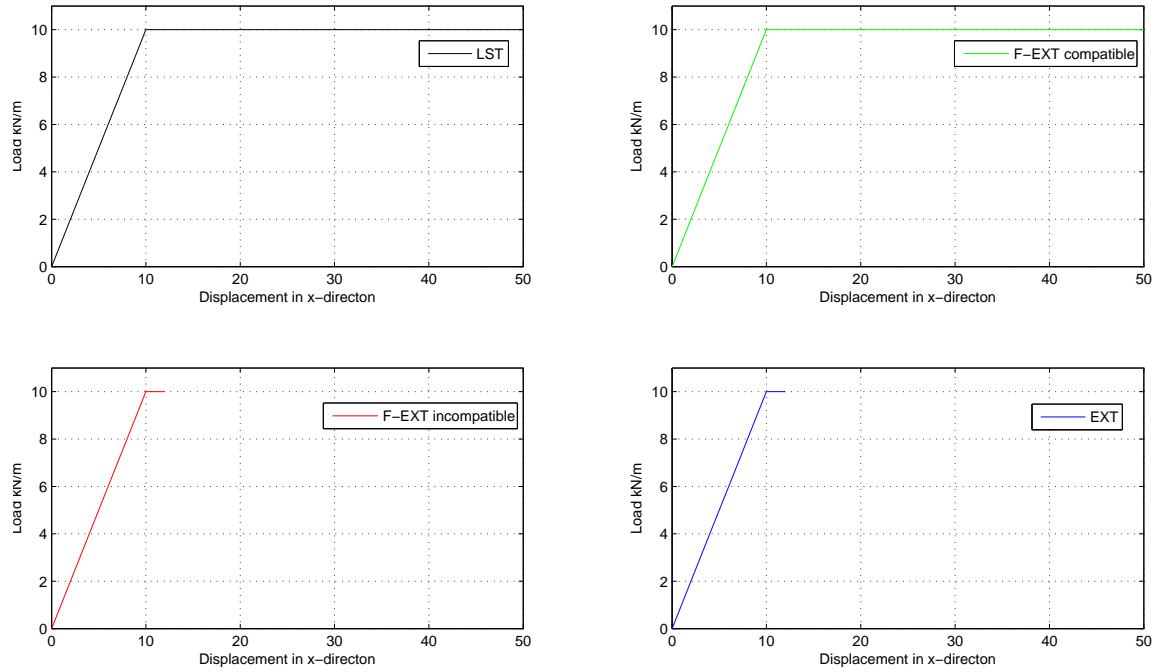 10
8
6
4
2
0
0 10 20 30 40 50
Load kN/m
Displacement in x−directon
LST
10
8
6
4
2
0
0 10 20 30 40 50
Load kN/m
Displacement in x−directon
F−EXT compatible
10
8
6
4
2
0
0 10 20 30 40 50
Load kN/m
Displacement in x−directon
F−EXT incompatible
10
8
6
4
2
0
0 10 20 30 40 50
Load kN/m
Displacement in x−directon
EXT